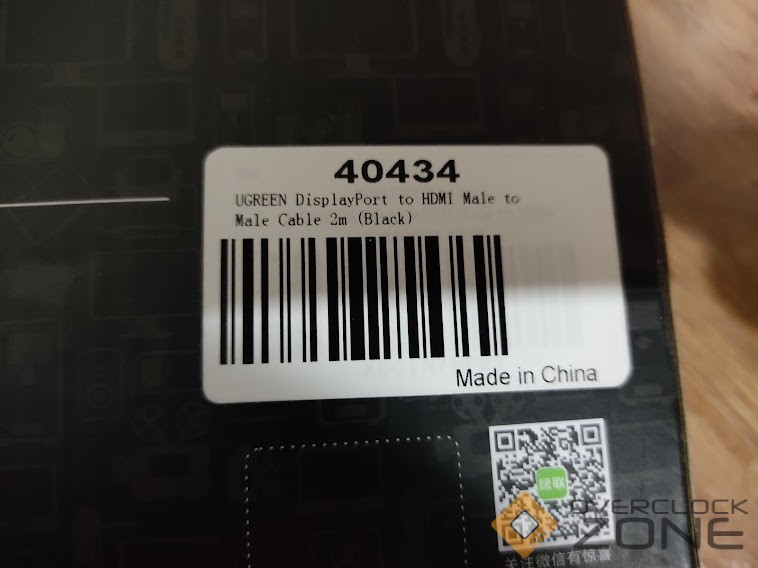 40434
UGREEN DisplayPort to HDMI Male to
Male Cable 2m (Black)
Made in China
绿联
OVERCLOCK
ZONE
关注微信有惊喜